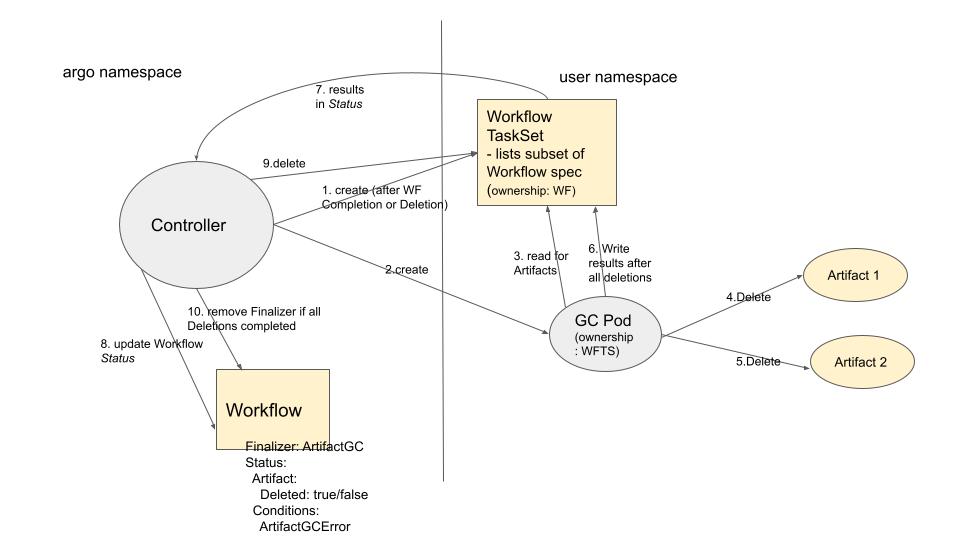 argo namespace
user namespace
7. results
in Status
Workflow
TaskSet
- lists subset of
Workflow spec
(ownership: WF)
9.delete
1. create (after WF
Completion or Deletion)
Controller
2.create
3. read for
Artifacts
6. Write
results after
all deletions
Artifact 1
4.Delete
GC Pod
(ownership
: WFTS)
5.Delete
Artifact 2
10. remove Finalizer if all
Deletions completed
8. update Workflow
Status
Workflow
Finalizer: ArtifactGC
Status:
Artifact:
Deleted: true/false
Conditions:
ArtifactGCError